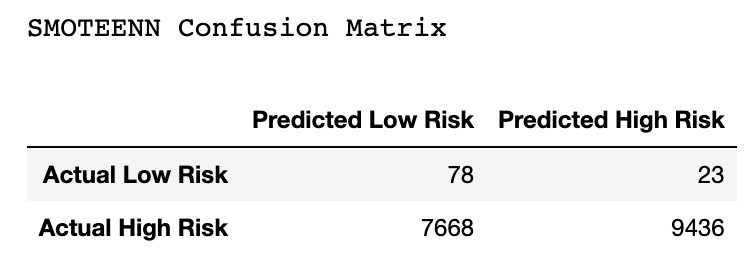 SMOTEENN Confusion Matrix
Predicted Low Risk Predicted High Risk
Actual Low Risk 78 23
Actual High Risk 7668 9436